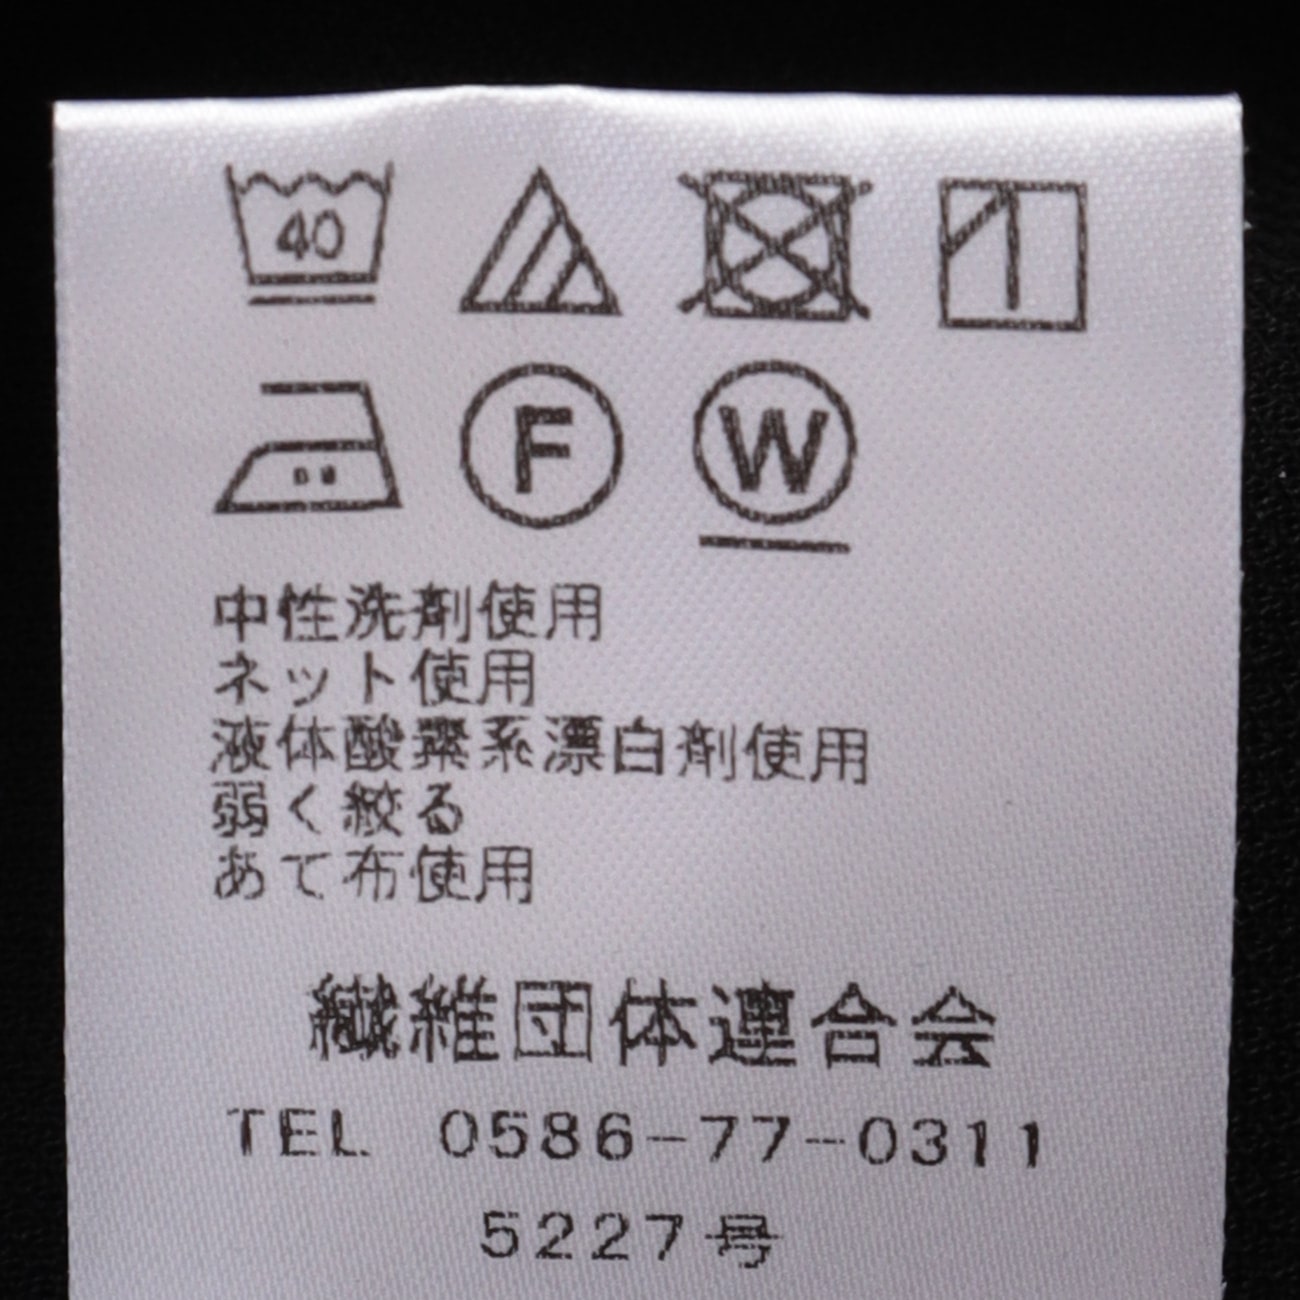 40
F W
中性洗剤使用
ネット使用
液体酸素系漂白剤使用
弱く絞る
あて布使用
繊維団体連合会
TEL 0586-77-0311
5227号